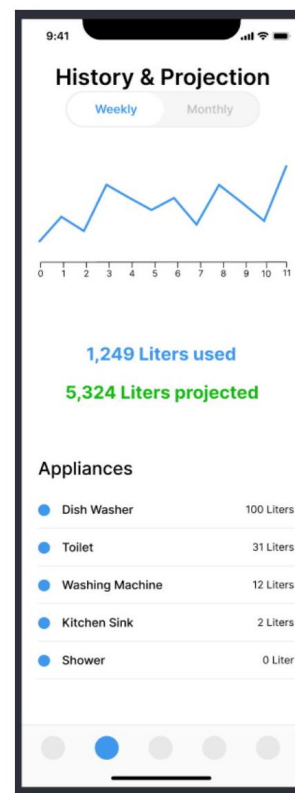 9:41
History & Projection
Weekly Monthly
0 1 2 3 4 5 6 7 8 9 10 11
1,249 Liters used
5,324 Liters projected
Appliances
Dish Washer 100 Liters
Toilet 31 Liters
Washing Machine 12 Liters
Kitchen Sink 2 Liters
Shower 0 Liter